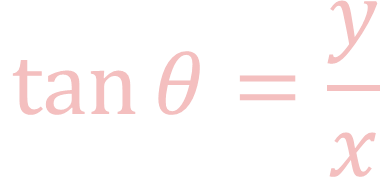 tan θ = y/x